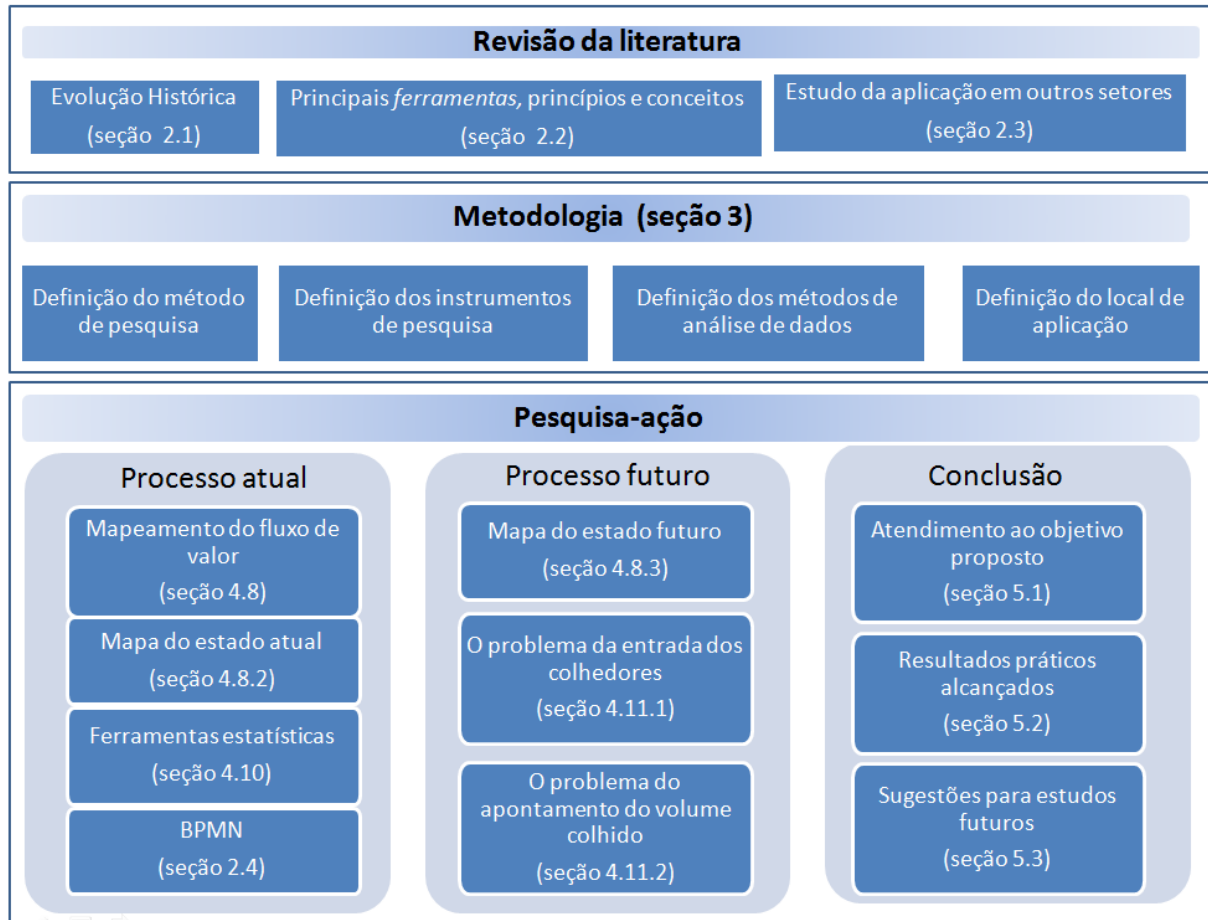 Revisão da literatura
Evolução Histórica
(seção 2.1)
Principais ferramentas, princípios e conceitos
(seção 2.2)
Estudo da aplicação em outros setores
(seção 2.3)
Metodologia (seção 3)
Definição do método
de pesquisa
Definição dos instrumentos
de pesquisa
Definição dos métodos de
análise de dados
Definição do local de
aplicação
Pesquisa-ação
Processo atual
Mapeamento do fluxo de
valor
(seção 4.8)
Mapa do estado atual
(seção 4.8.2)
Ferramentas estatísticas
(seção 4.10)
BPMN
(seção 2.4)
Processo futuro
Mapa do estado futuro
(seção 4.8.3)
O problema da entrada dos
colhedores
(seção 4.11.1)
O problema do
apontamento do volume
colhido
(seção 4.11.2)
Conclusão
Atendimento ao objetivo
proposto
(seção 5.1)
Resultados práticos
alcançados
(seção 5.2)
Sugestões para estudos
futuros
(seção 5.3)